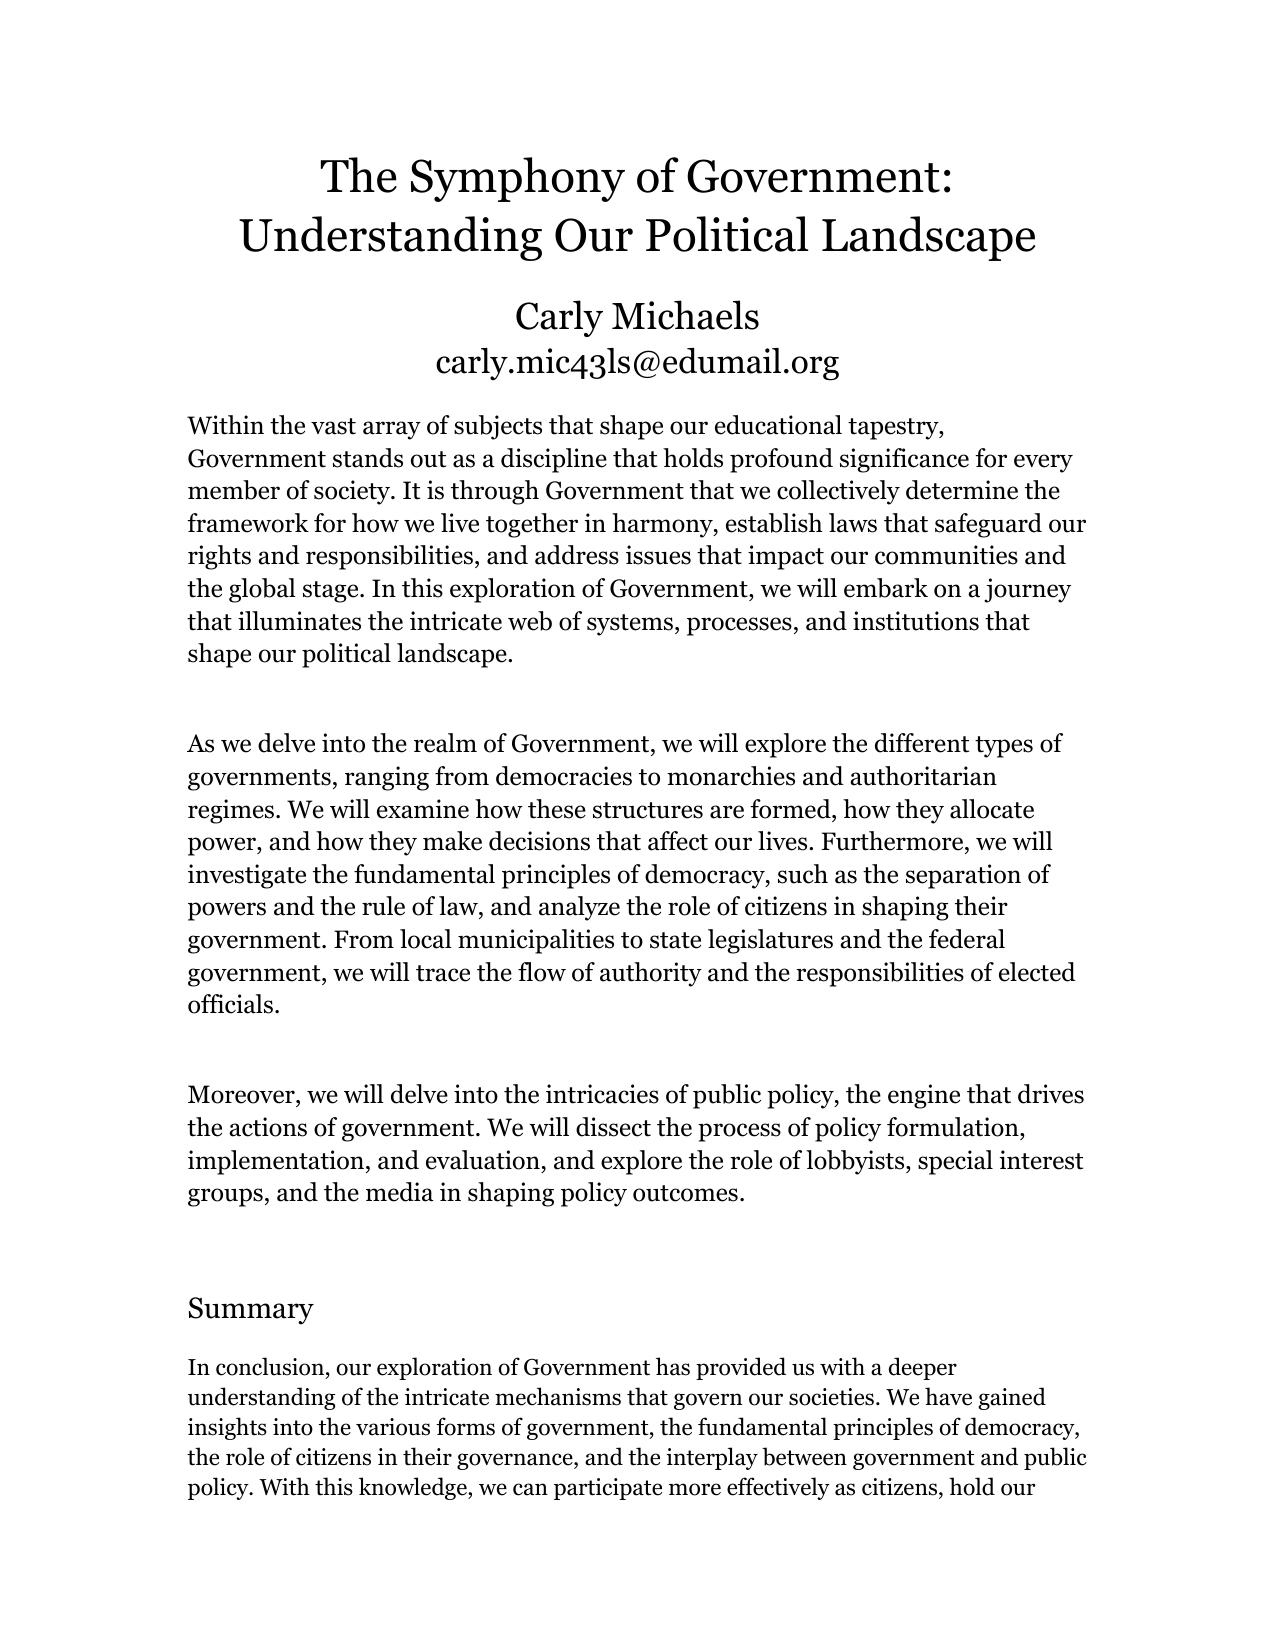 The Symphony of Government:
Understanding Our Political Landscape
Carly Michaels
carly.mic43ls@edumail.org
Within the vast array of subjects that shape our educational tapestry,
Government stands out as a discipline that holds profound significance for every
member of society. It is through Government that we collectively determine the
framework for how we live together in harmony, establish laws that safeguard our
rights and responsibilities, and address issues that impact our communities and
the global stage. In this exploration of Government, we will embark on a journey
that illuminates the intricate web of systems, processes, and institutions that
shape our political landscape.
As we delve into the realm of Government, we will explore the different types of
governments, ranging from democracies to monarchies and authoritarian
regimes. We will examine how these structures are formed, how they allocate
power, and how they make decisions that affect our lives. Furthermore, we will
investigate the fundamental principles of democracy, such as the separation of
powers and the rule of law, and analyze the role of citizens in shaping their
government. From local municipalities to state legislatures and the federal
government, we will trace the flow of authority and the responsibilities of elected
officials.
Moreover, we will delve into the intricacies of public policy, the engine that drives
the actions of government. We will dissect the process of policy formulation,
implementation, and evaluation, and explore the role of lobbyists, special interest
groups, and the media in shaping policy outcomes.
Summary
In conclusion, our exploration of Government has provided us with a deeper
understanding of the intricate mechanisms that govern our societies. We have gained
insights into the various forms of government, the fundamental principles of democracy,
the role of citizens in their governance, and the interplay between government and public
policy. With this knowledge, we can participate more effectively as citizens, hold our